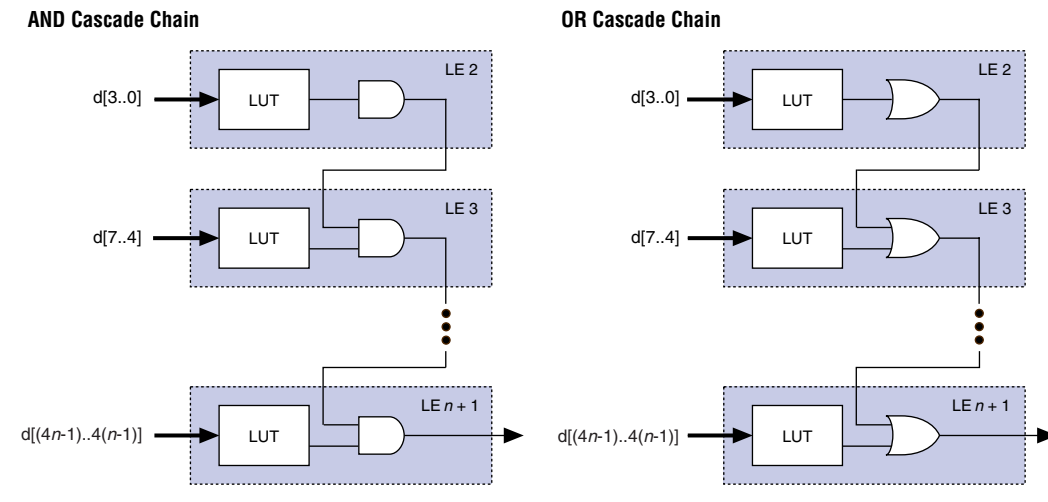 AND Cascade Chain
LE 2
d[3..0]
LUT
LE 3
d[7..4]
LUT
LE n + 1
d[(4n-1)..4(n-1)]
LUT
OR Cascade Chain
LE 2
d[3..0]
LUT
LE 3
d[7..4]
LUT
LE n + 1
d[(4n-1)..4(n-1)]
LUT